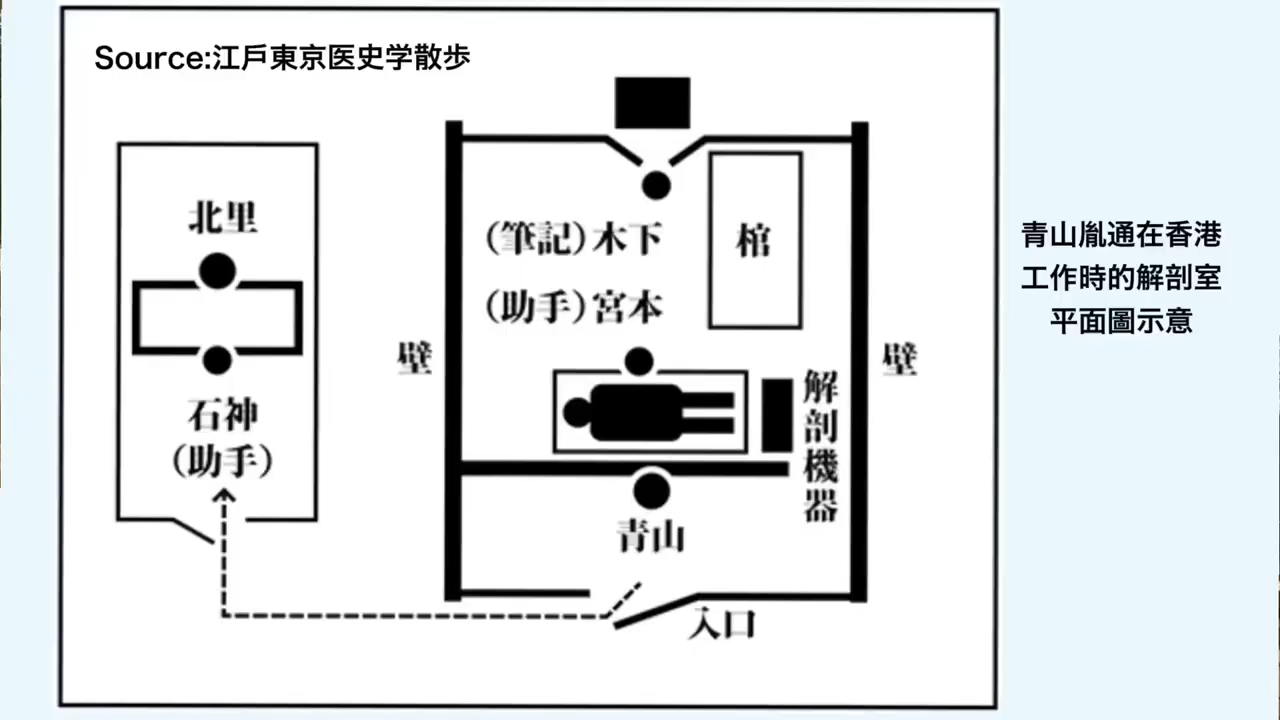 Source:江戶東京医史学散歩
北里
石神
（助手）
壁
（筆記）木下
（助手）宮本
棺
壁
解剖機器
青山
入口
青山胤通在香港
工作時的解剖室
平面圖示意